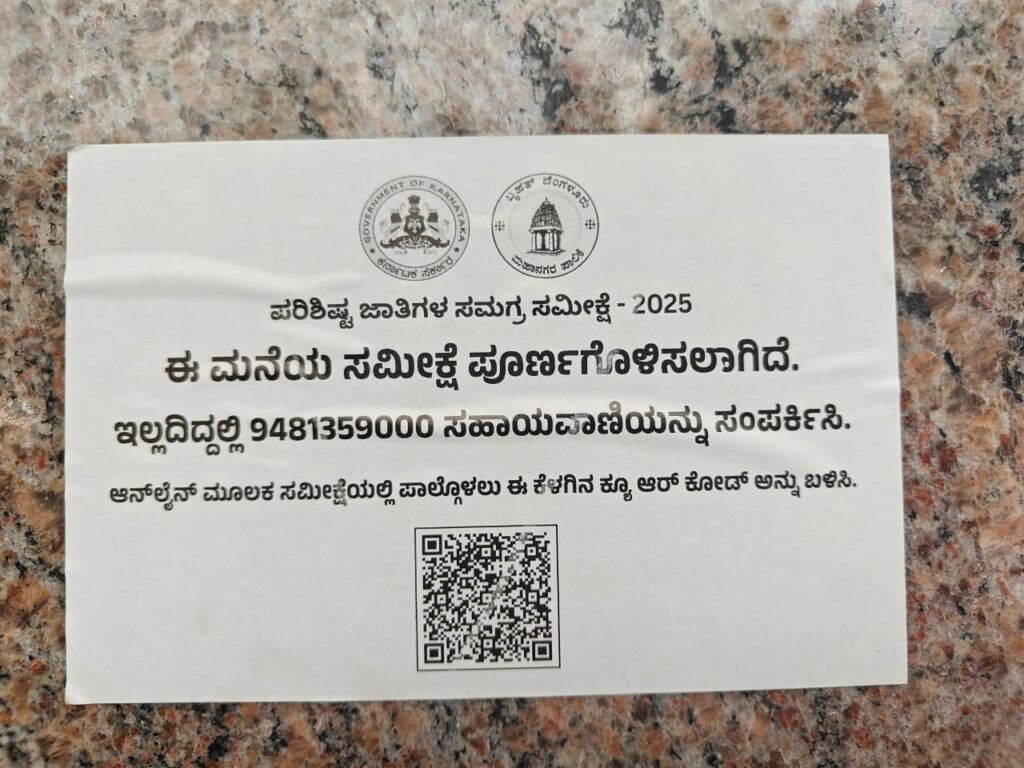 GOVERNMENT OF KARNATAKA
ಕರ್ನಾಟಕ ಸರ್ಕಾರ
ಬೃಹತ್ ಬೆಂಗಳೂರು
ಮಹಾನಗರ ಪಾಲಿಕೆ
ಪರಿಶಿಷ್ಟ ಜಾತಿಗಳ ಸಮಗ್ರ ಸಮೀಕ್ಷೆ - 2025
ಈ ಮನೆಯ ಸಮೀಕ್ಷೆ ಪೂರ್ಣಗೊಳಿಸಲಾಗಿದೆ.
ಇಲ್ಲದಿದ್ದಲ್ಲಿ 9481359000 ಸಹಾಯವಾಣಿಯನ್ನು ಸಂಪರ್ಕಿಸಿ.
ಆನ್‌ಲೈನ್ ಮೂಲಕ ಸಮೀಕ್ಷೆಯಲ್ಲಿ ಪಾಲ್ಗೊಳಲು ಈ ಕೆಳಗಿನ ಕ್ಯೂ ಆರ್ ಕೋಡ್ ಅನ್ನು ಬಳಿಸಿ.